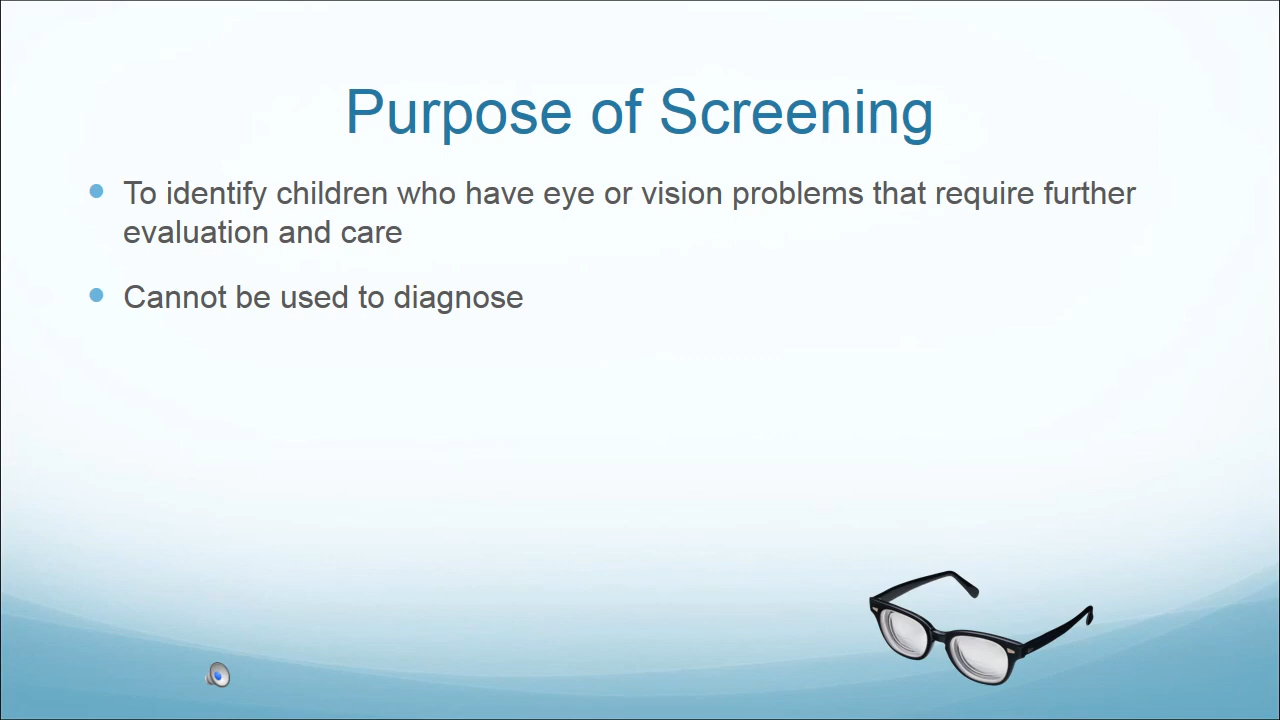 Purpose of Screening
To identify children who have eye or vision problems that require further
evaluation and care
Cannot be used to diagnose